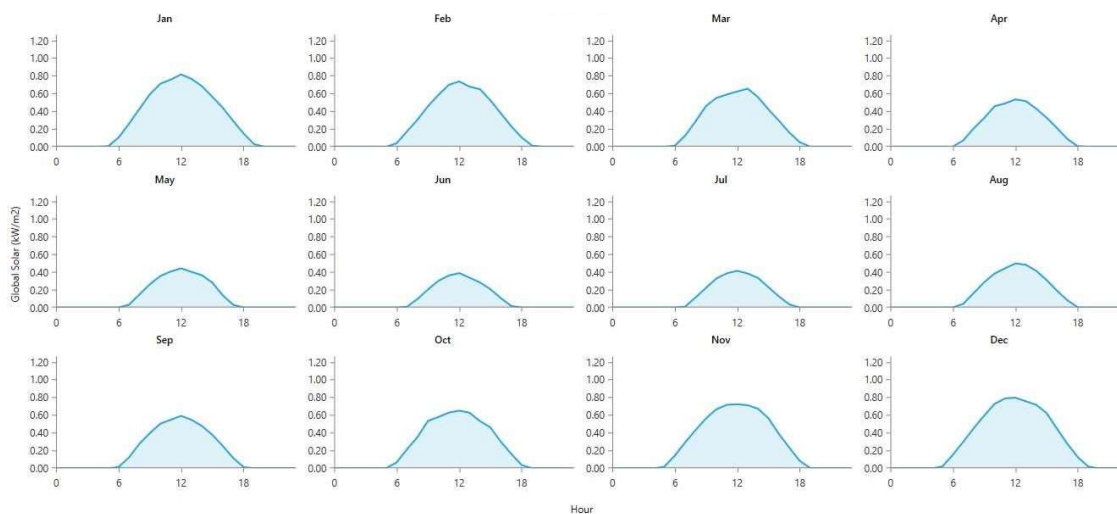 Jan Feb Mar Apr
1.20 1.20 1.20 1.20
1.00 1.00 1.00 1.00
0.80 0.80 0.80 0.80
0.60 0.60 0.60 0.60
0.40 0.40 0.40 0.40
0.20 0.20 0.20 0.20
0.00 0.00 0.00 0.00
0 6 12 18 0 6 12 18 0 6 12 18 0 6 12 18
May Jun Jul Aug
Global Solar (kW/m2)
1.20 1.20 1.20 1.20
1.00 1.00 1.00 1.00
0.80 0.80 0.80 0.80
0.60 0.60 0.60 0.60
0.40 0.40 0.40 0.40
0.20 0.20 0.20 0.20
0.00 0.00 0.00 0.00
0 6 12 18 0 6 12 18 0 6 12 18 0 6 12 18
Sep Oct Nov Dec
1.20 1.20 1.20 1.20
1.00 1.00 1.00 1.00
0.80 0.80 0.80 0.80
0.60 0.60 0.60 0.60
0.40 0.40 0.40 0.40
0.20 0.20 0.20 0.20
0.00 0.00 0.00 0.00
0 6 12 18 0 6 12 18 0 6 12 18 0 6 12 18
Hour